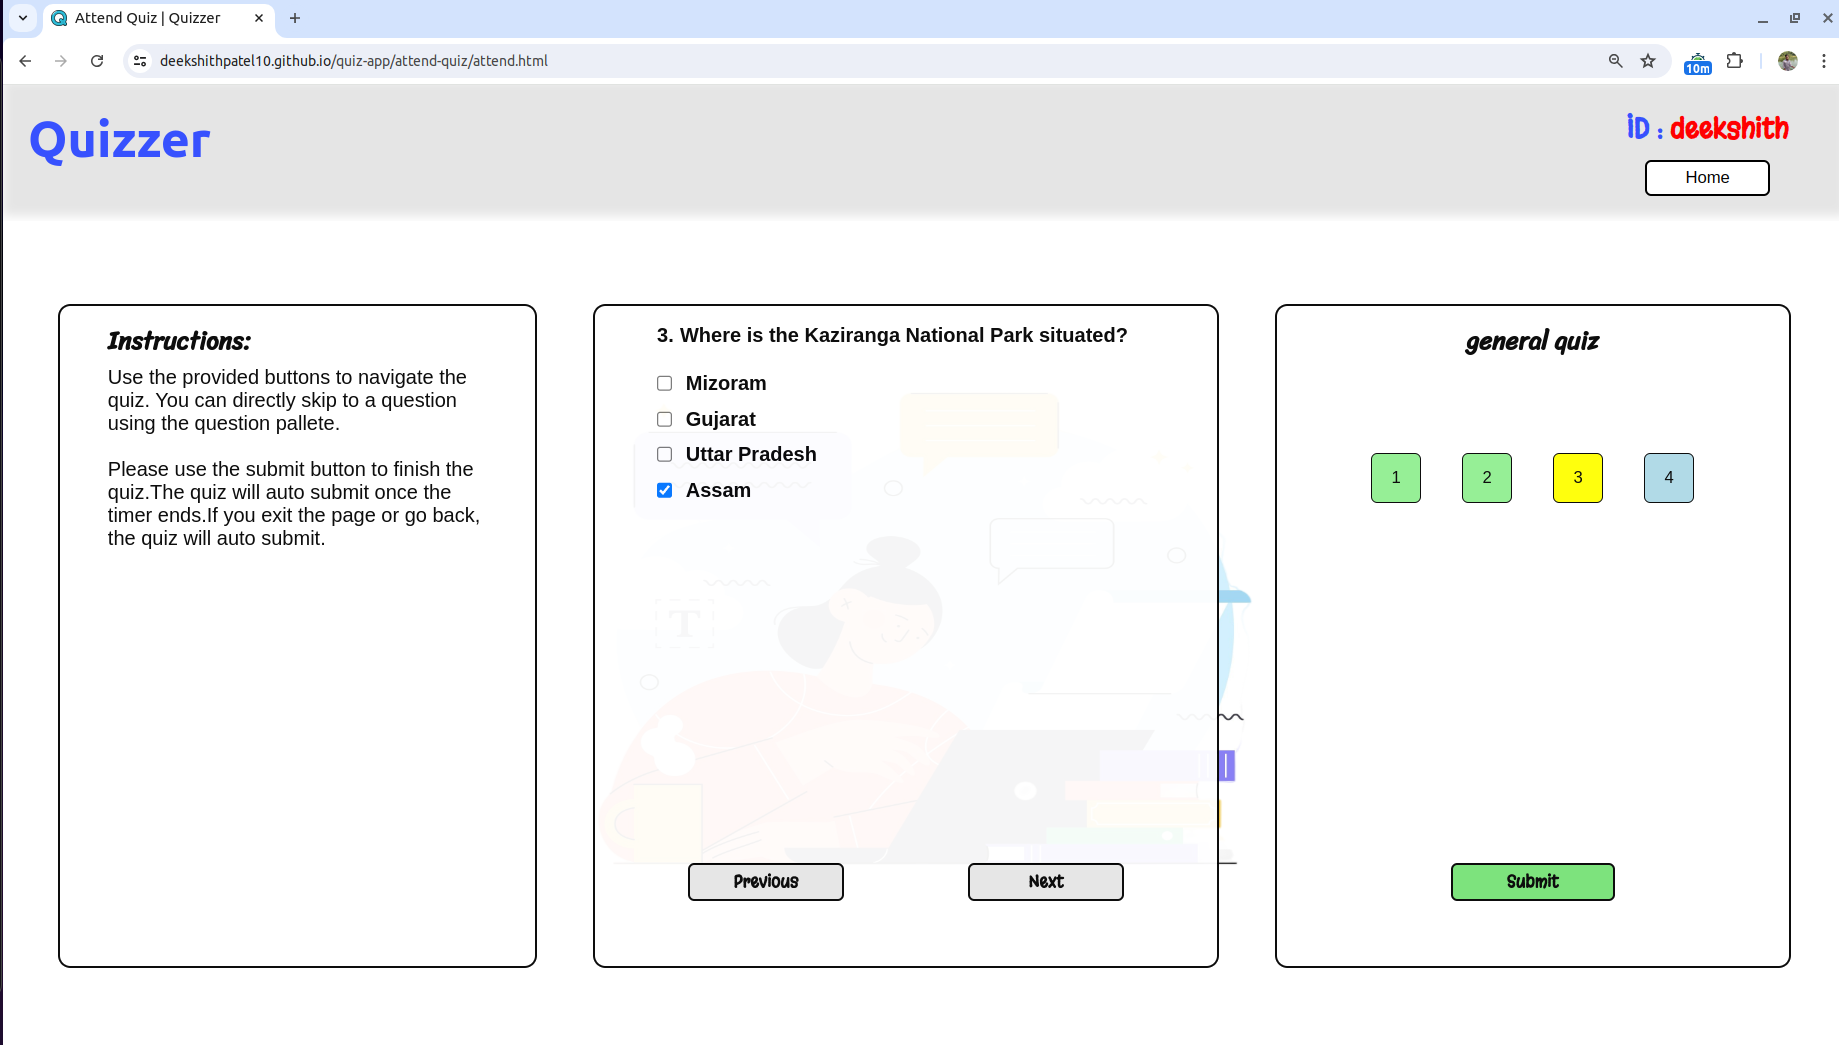 Attend Quiz | Quizzer
deekshithpatel10.github.io/quiz-app/attend-quiz/attend.html
10m
Quizzer
iD : deekshith
Home
Instructions:
Use the provided buttons to navigate the
quiz. You can directly skip to a question
using the question pallete.
Please use the submit button to finish the
quiz.The quiz will auto submit once the
timer ends.If you exit the page or go back,
the quiz will auto submit.
3. Where is the Kaziranga National Park situated?
Mizoram
Gujarat
Uttar Pradesh
Assam
T
Previous
Next
general quiz
1
2
3
4
Submit